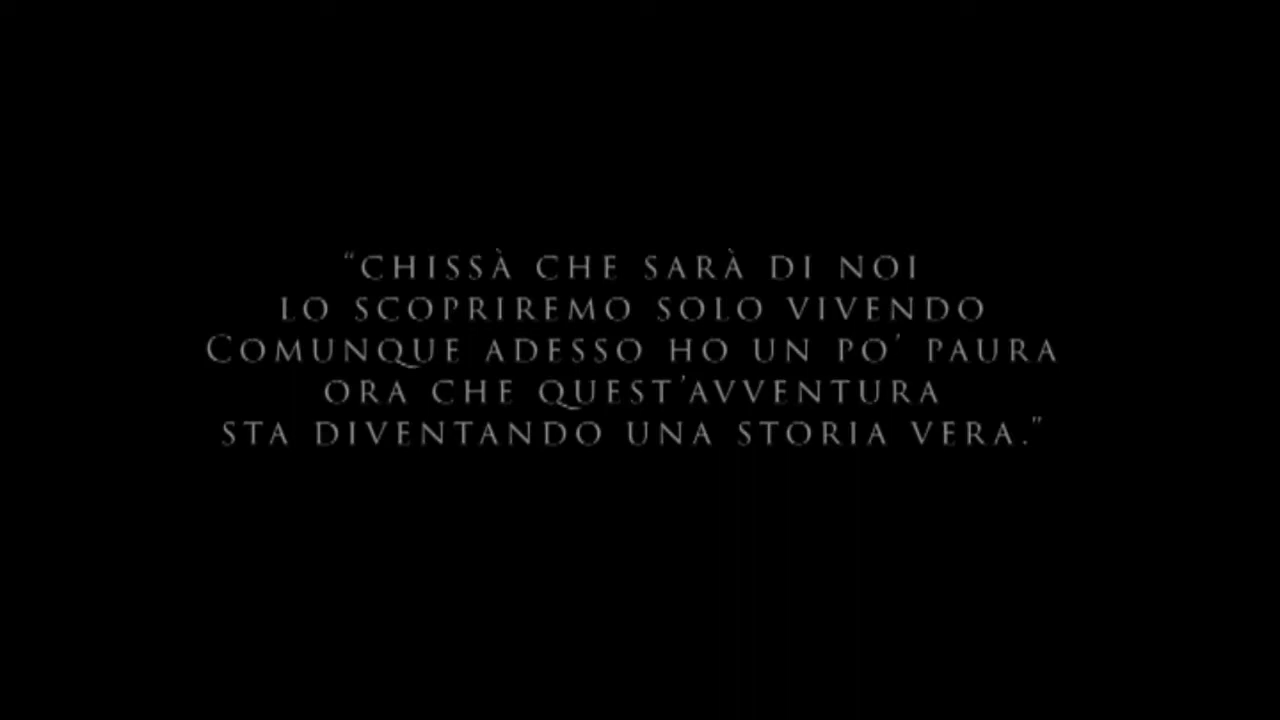 “CHISSÀ CHE SARÀ DI NOI
LO SCOPRIREMO SOLO VIVENDO
COMUNQUE ADESSO HO UN PO’ PAURA
ORA CHE QUEST’AVVENTURA
STA DIVENTANDO UNA STORIA VERA.”